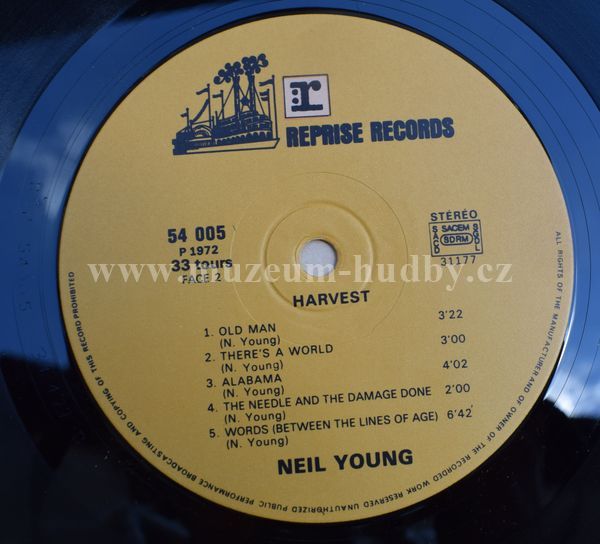 r
REPRISE RECORDS
54 005
P 1972
33 tours
FACE 2
STÉRÉO
SACD
SACEM
SDRM
SGDL
31177
www.muzeum-hudby.cz
HARVEST
1. OLD MAN 3'22
(N. Young)
2. THERE'S A WORLD 3'00
(N. Young)
3. ALABAMA 4'02
(N. Young)
4. THE NEEDLE AND THE DAMAGE DONE 2'00
(N. Young)
5. WORDS (BETWEEN THE LINES OF AGE) 6'42
(N. Young)
NEIL YOUNG
ALL RIGHTS OF THE MANUFACTURER AND OF OWNER OF THE RECORDED WORK RESERVED UNAUTHORIZED PUBLIC PERFORMANCE BROADCASTING AND COPYING OF THIS RECORD PROHIBITED